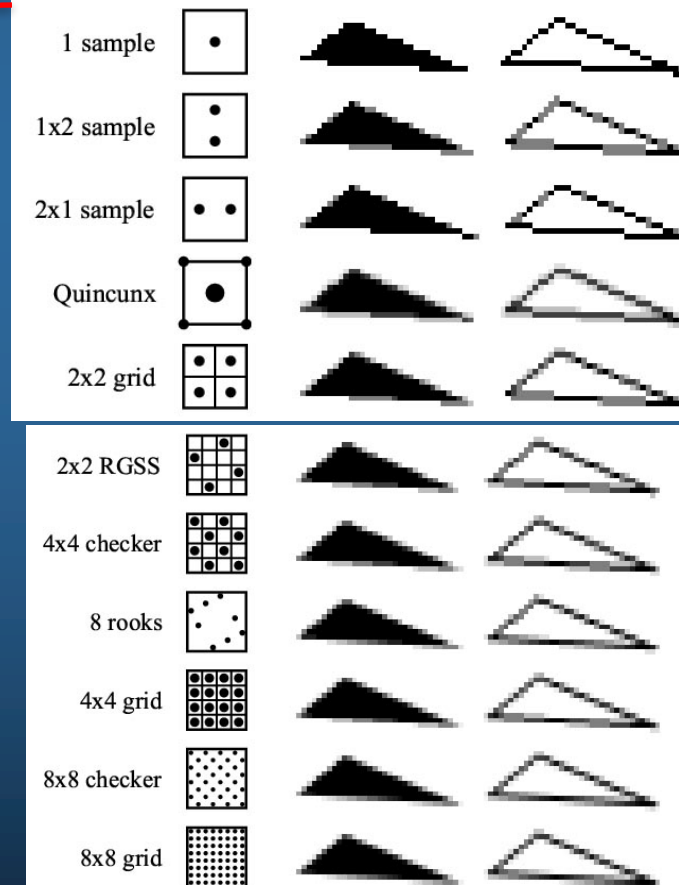 1 sample
1x2 sample
2x1 sample
Quincunx
2x2 grid
2x2 RGSS
4x4 checker
8 rooks
4x4 grid
8x8 checker
8x8 grid